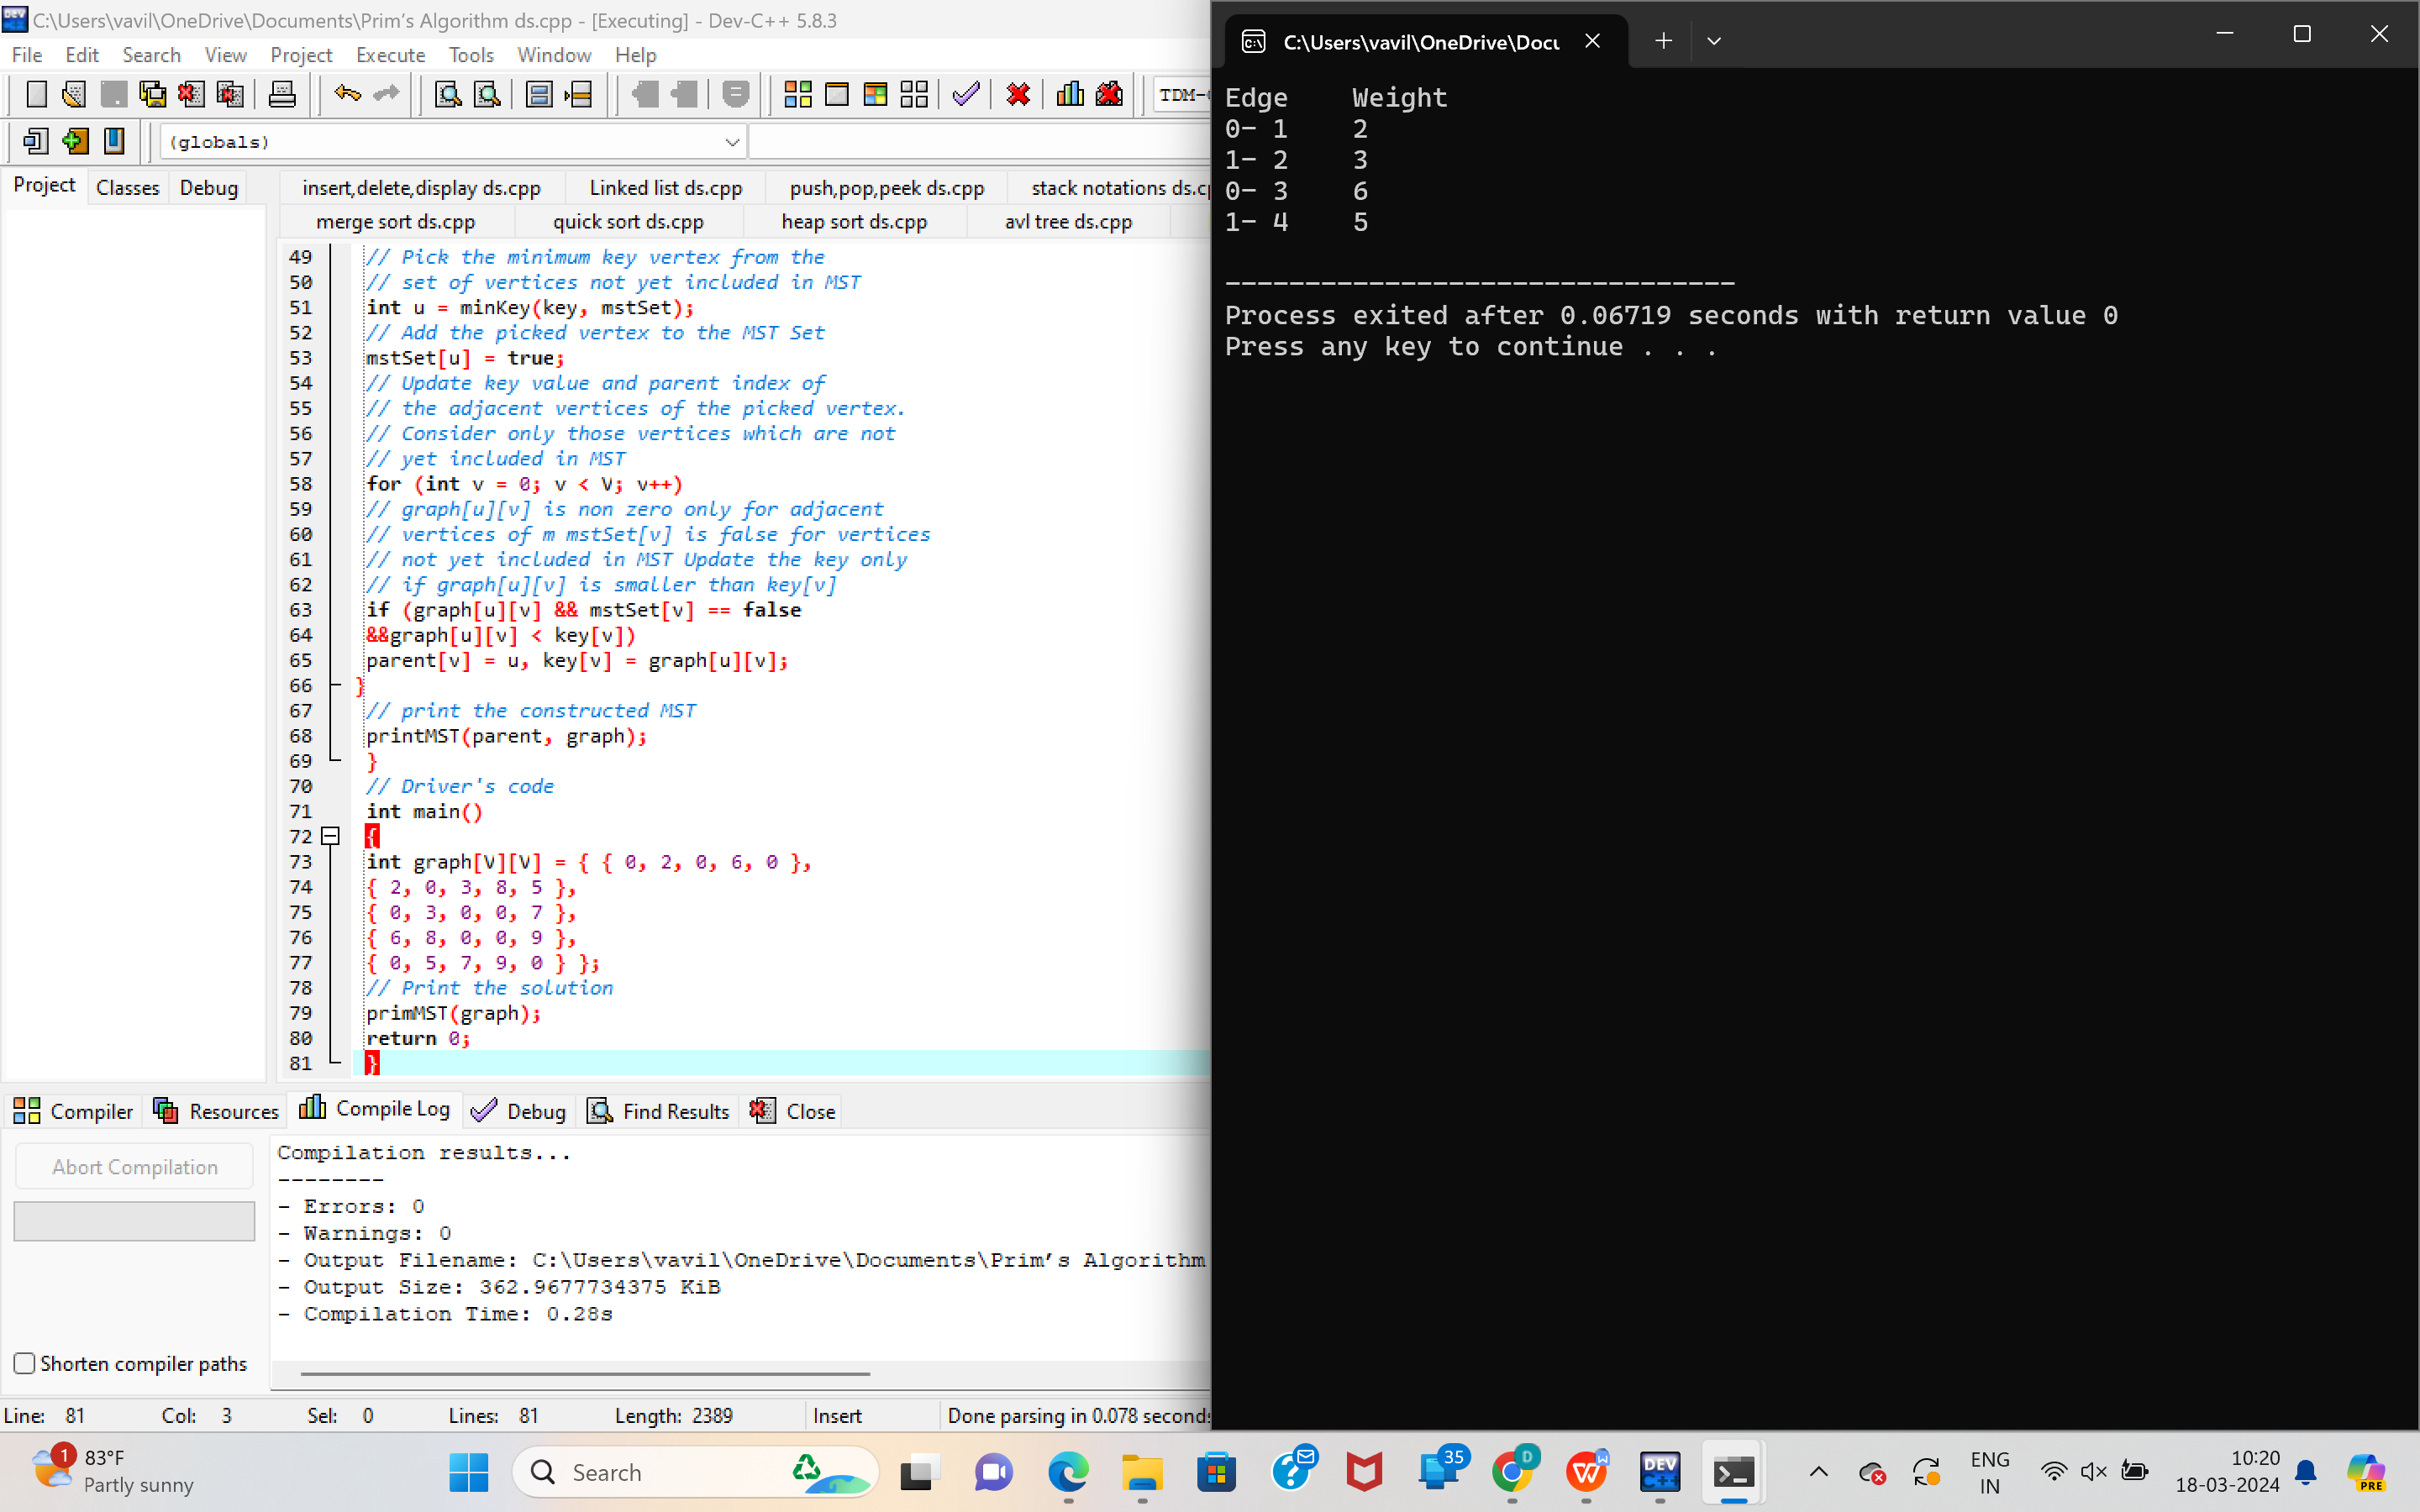 C:\Users\vavil\OneDrive\Documents\Prim’s Algorithm ds.cpp - [Executing] - Dev-C++ 5.8.3
File Edit Search View Project Execute Tools Window Help
TDM-
(globals)
Project Classes Debug
insert,delete,display ds.cpp Linked list ds.cpp push,pop,peek ds.cpp stack notations ds.c
merge sort ds.cpp quick sort ds.cpp heap sort ds.cpp avl tree ds.cpp
49 // Pick the minimum key vertex from the
50 // set of vertices not yet included in MST
51 int u = minKey(key, mstSet);
52 // Add the picked vertex to the MST Set
53 mstSet[u] = true;
54 // Update key value and parent index of
55 // the adjacent vertices of the picked vertex.
56 // Consider only those vertices which are not
57 // yet included in MST
58 for (int v = 0; v < V; v++)
59 // graph[u][v] is non zero only for adjacent
60 // vertices of m mstSet[v] is false for vertices
61 // not yet included in MST Update the key only
62 // if graph[u][v] is smaller than key[v]
63 if (graph[u][v] && mstSet[v] == false
64 &&graph[u][v] < key[v])
65 parent[v] = u, key[v] = graph[u][v];
66 }
67 // print the constructed MST
68 printMST(parent, graph);
69 }
70 // Driver's code
71 int main()
72 {
73 int graph[V][V] = { { 0, 2, 0, 6, 0 },
74 { 2, 0, 3, 8, 5 },
75 { 0, 3, 0, 0, 7 },
76 { 6, 8, 0, 0, 9 },
77 { 0, 5, 7, 9, 0 } };
78 // Print the solution
79 primMST(graph);
80 return 0;
81 }
Compiler Resources Compile Log Debug Find Results Close
Abort Compilation
Shorten compiler paths
Compilation results...
--------
- Errors: 0
- Warnings: 0
- Output Filename: C:\Users\vavil\OneDrive\Documents\Prim’s Algorithm
- Output Size: 362.9677734375 KiB
- Compilation Time: 0.28s
Line: 81 Col: 3 Sel: 0 Lines: 81 Length: 2389 Insert Done parsing in 0.078 seconds
C:\Users\vavil\OneDrive\Docu
Edge Weight
0- 1 2
1- 2 3
0- 3 6
1- 4 5
--------------------------------
Process exited after 0.06719 seconds with return value 0
Press any key to continue . . .
1
83°F
Partly sunny
Search
35
D
DEV C++
ENG
IN
10:20
18-03-2024
PRE